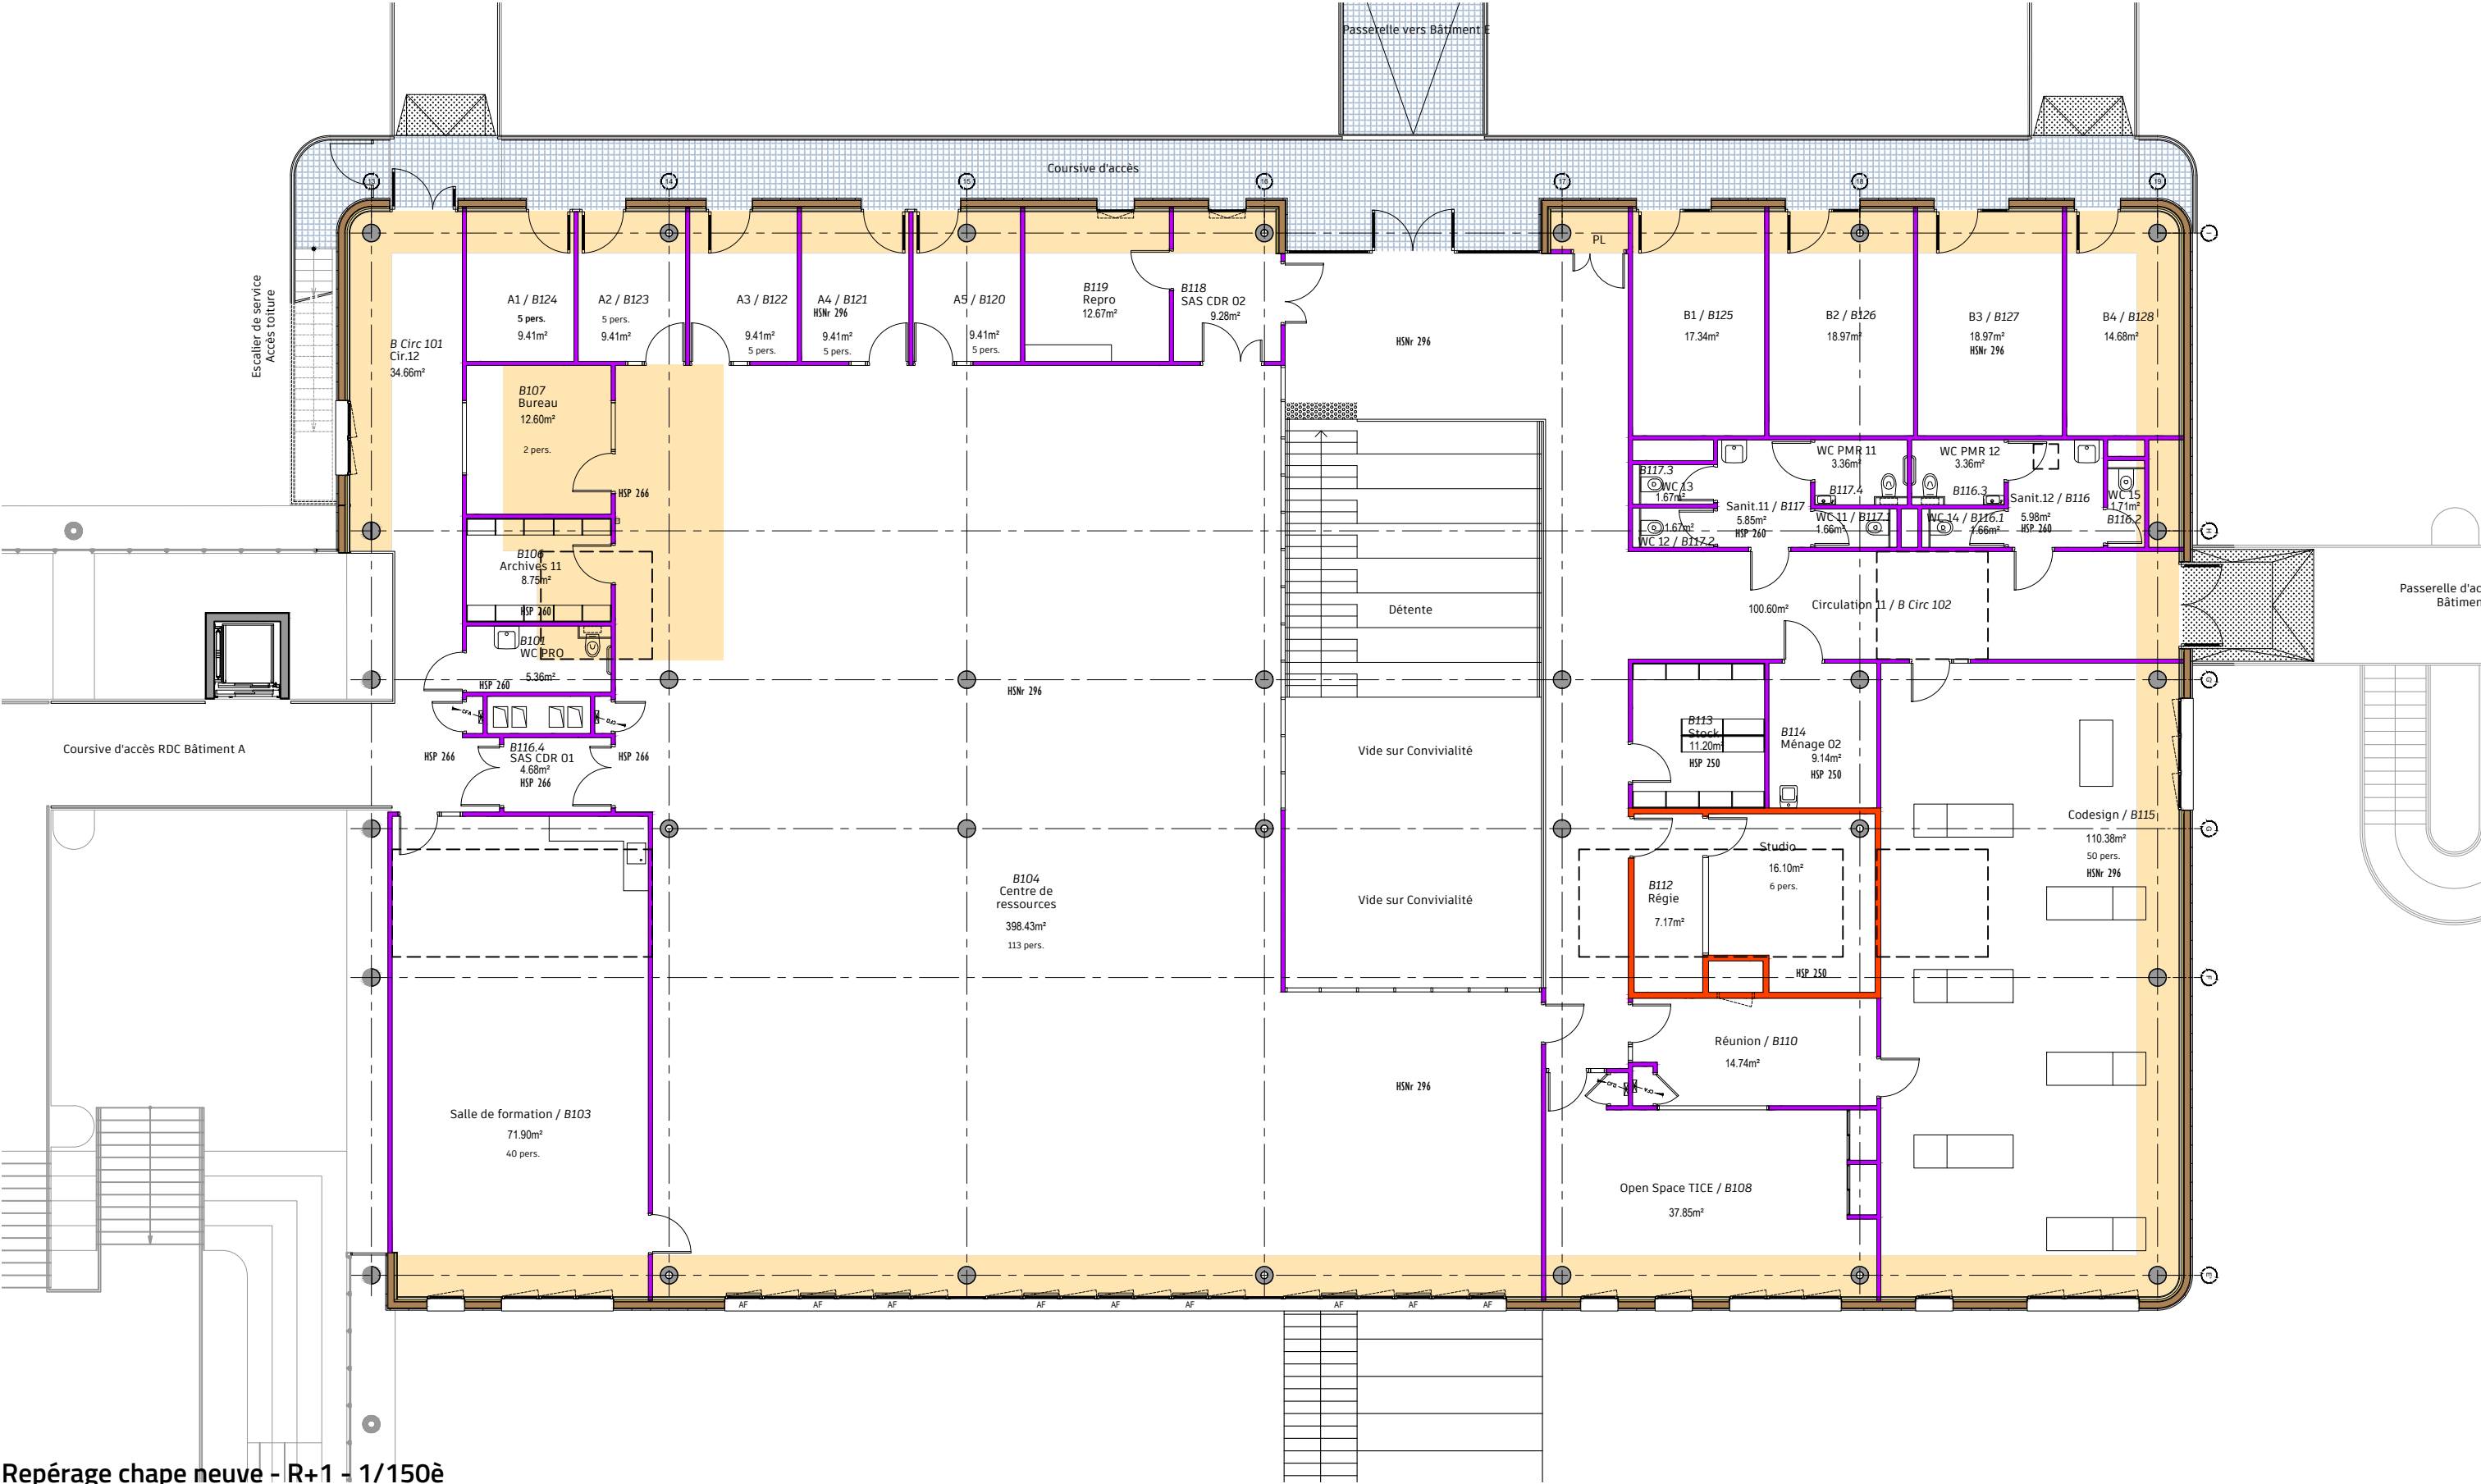 Passerelle vers Bâtiment E
Coursive d'accès
13
14
15
16
17
18
19
Escalier de service
Accès toiture
B Circ 101
Cir.12
34.66m²
A1 / B124
5 pers.
9.41m²
A2 / B123
5 pers.
9.41m²
A3 / B122
9.41m²
5 pers.
A4 / B121
HSNr 296
9.41m²
5 pers.
A5 / B120
9.41m²
5 pers.
B119
Repro
12.67m²
B118
SAS CDR 02
9.28m²
HSNr 296
PL
B1 / B125
17.34m²
B2 / B126
18.97m²
B3 / B127
18.97m²
HSNr 296
B4 / B128
14.68m²
B107
Bureau
12.60m²
2 pers.
HSP 266
B106
Archives 11
8.75m²
HSP 260
B101
WC PRO
5.36m²
HSP 260
B117.3
WC 13
1.67m²
1.67m²
WC 12 / B117.2
Sanit.11 / B117
5.85m²
HSP 260
WC PMR 11
3.36m²
B117.4
WC 11 / B117.1
1.66m²
WC PMR 12
3.36m²
B116.3
WC 14 / B116.1
1.66m²
Sanit.12 / B116
5.98m²
HSP 260
WC 15
1.71m²
B116.2
H
Détente
100.60m²
Circulation 11 / B Circ 102
Passerelle d'ac
Bâtimen
G
HSNr 296
Coursive d'accès RDC Bâtiment A
CFA
CFO
HSP 266
B116.4
SAS CDR 01
4.68m²
HSP 266
HSP 266
Vide sur Convivialité
B113
Stock
11.20m²
HSP 250
B114
Ménage 02
9.14m²
HSP 250
Codesign / B115
110.38m²
50 pers.
HSNr 296
G
Studio
16.10m²
6 pers.
B112
Régie
7.17m²
HSP 250
B104
Centre de
ressources
398.43m²
113 pers.
Vide sur Convivialité
F
Réunion / B110
14.74m²
HSNr 296
CFO
CFA
Salle de formation / B103
71.90m²
40 pers.
Open Space TICE / B108
37.85m²
E
AF
AF
AF
AF
AF
AF
AF
AF
AF
Repérage chape neuve - R+1 - 1/150è